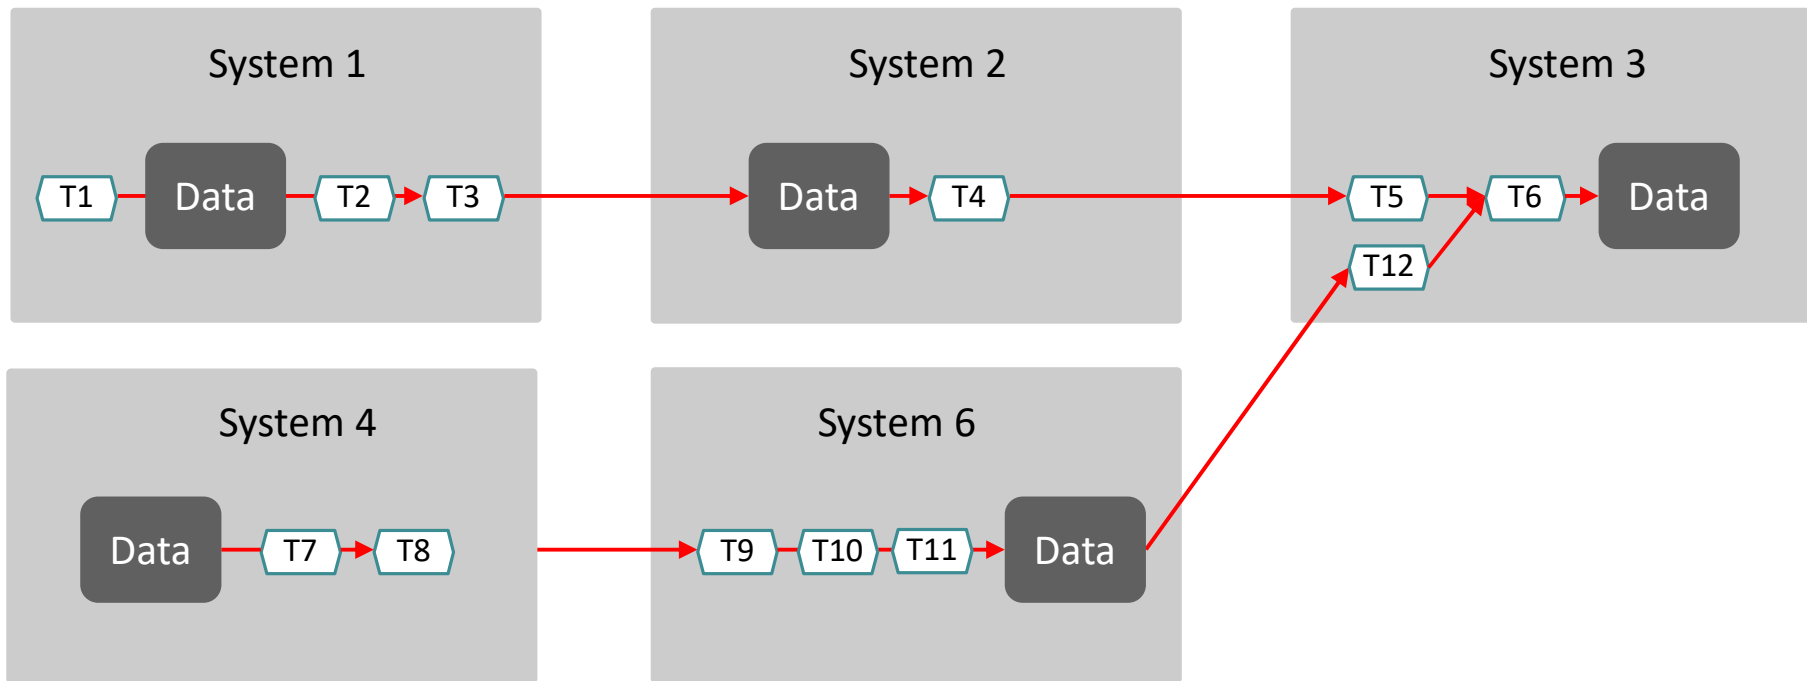 System 1
T1
Data
T2
T3
System 2
Data
T4
System 3
T5
T6
Data
T12
System 4
Data
T7
T8
System 6
T9
T10
T11
Data